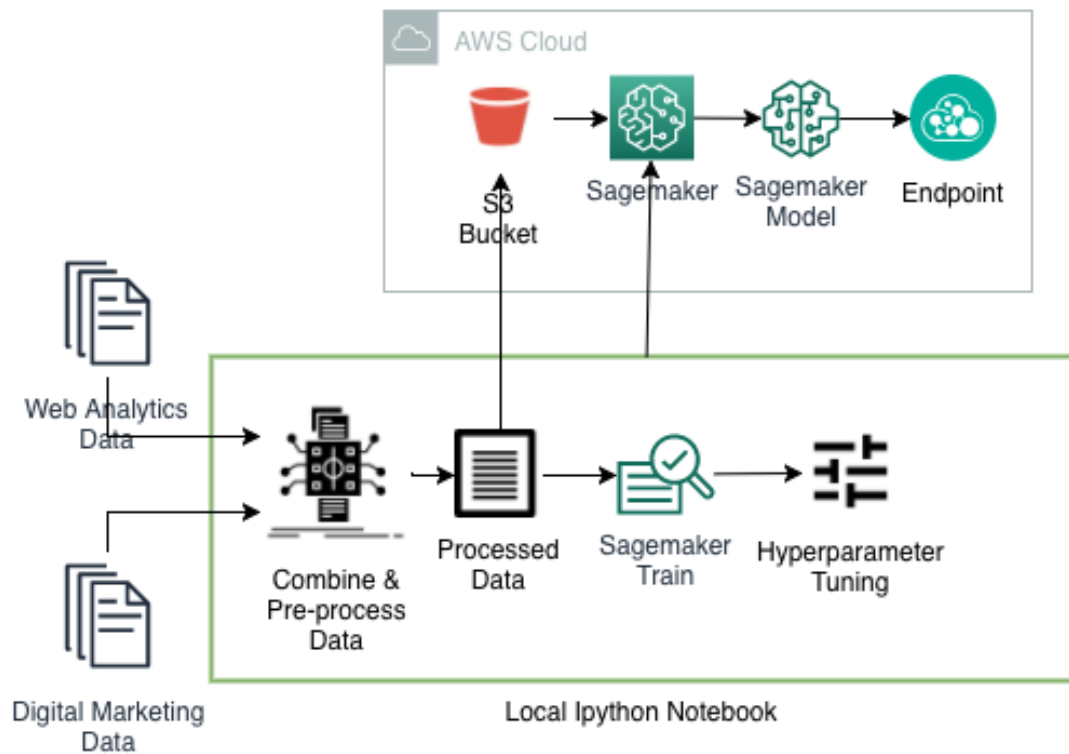 AWS Cloud
S3
Bucket
Sagemaker
Sagemaker
Model
Endpoint
Web Analytics
Data
Combine &
Pre-process
Data
Processed
Data
Sagemaker
Train
Hyperparameter
Tuning
Digital Marketing
Data
Local Ipython Notebook